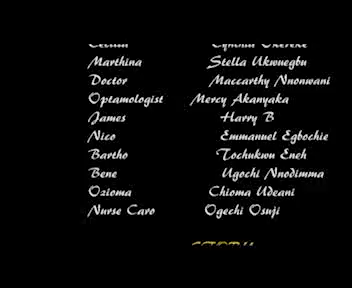 Marthina Stella Ukwuegbu
Doctor Maccarthy Nnonwani
Optamologist Mercy Akanyaka
James Harry B
Nico Emmanuel Egbochie
Bartho Tochukwu Eneh
Bene Ugochi Nnodimma
Ozioma Chioma Udeani
Nurse Caro Ogechi Osuji